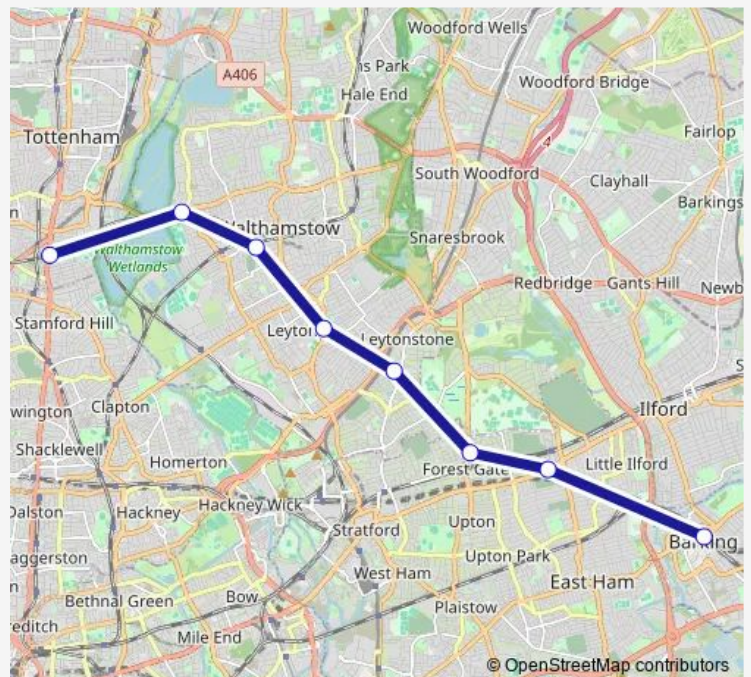 Woodford Wells
A406
ns Park
Woodford Bridge
Hale End
Tottenham
Fairlop
4
South Woodford
Clayhall
Barkings
n
Walthamstow
Snaresbrook
Walthamstow
Wetlands
Redbridge
Gants Hill
Newb
Stamford Hill
Leyton
Leytonstone
S
wington
Clapton
Ilford
Shacklewell
Homerton
Forest Gate
Little Ilford
Dalston
Hackney
Hackney Wick
Stratford
Upton
Barking
aggerston
West Ham
Upton Park
East Ham
Bethnal Green
Bow
Plaistow
reditch
Mile End
© OpenStreetMap contributors